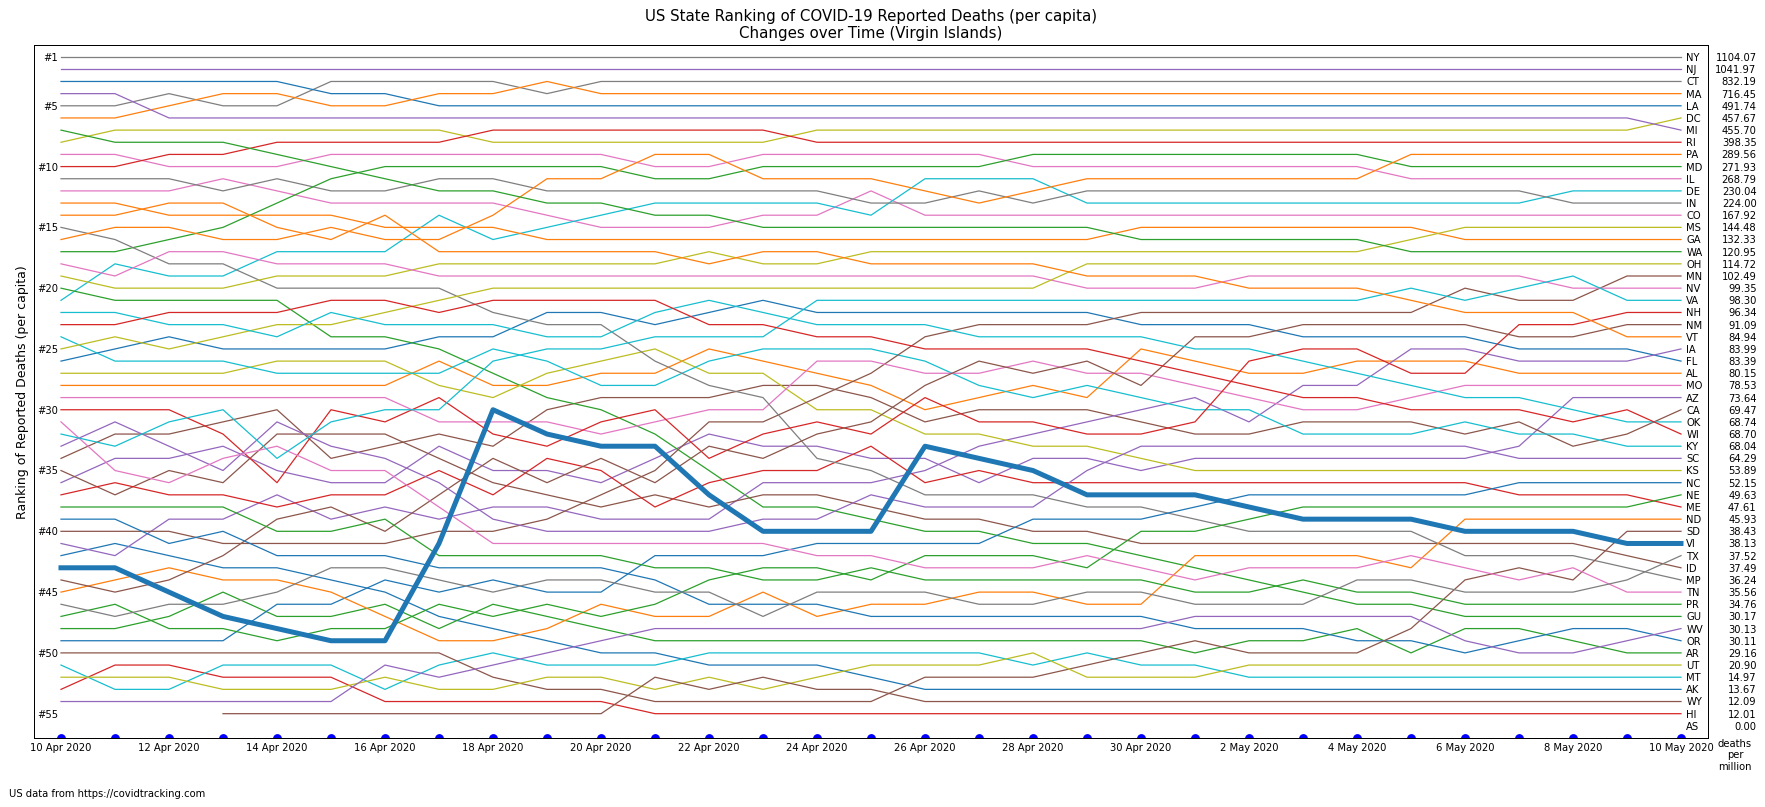 US State Ranking of COVID-19 Reported Deaths (per capita)
Changes over Time (Virgin Islands)
Ranking of Reported Deaths (per capita)
#1
#5
#10
#15
#20
#25
#30
#35
#40
#45
#50
#55
NY 1104.07
NJ 1041.97
CT 832.19
MA 716.45
LA 491.74
DC 457.67
MI 455.70
RI 398.35
PA 289.56
MD 271.93
IL 268.79
DE 230.04
IN 224.00
CO 167.92
MS 144.48
GA 132.33
WA 120.95
OH 114.72
MN 102.49
NV 99.35
VA 98.30
NH 96.34
NM 91.09
VT 84.94
IA 83.99
FL 83.39
AL 80.15
MO 78.53
AZ 73.64
CA 69.47
OK 68.74
WI 68.70
KY 68.04
SC 64.29
KS 53.89
NC 52.15
NE 49.63
ME 47.61
ND 45.93
SD 38.43
VI 38.13
TX 37.52
ID 37.49
MP 36.24
TN 35.56
PR 34.76
GU 30.17
WV 30.13
OR 30.11
AR 29.16
UT 20.90
MT 14.97
AK 13.67
WY 12.09
HI 12.01
AS 0.00
10 Apr 2020 12 Apr 2020 14 Apr 2020 16 Apr 2020 18 Apr 2020 20 Apr 2020 22 Apr 2020 24 Apr 2020 26 Apr 2020 28 Apr 2020 30 Apr 2020 2 May 2020 4 May 2020 6 May 2020 8 May 2020 10 May 2020
deaths
per
million
US data from https://covidtracking.com